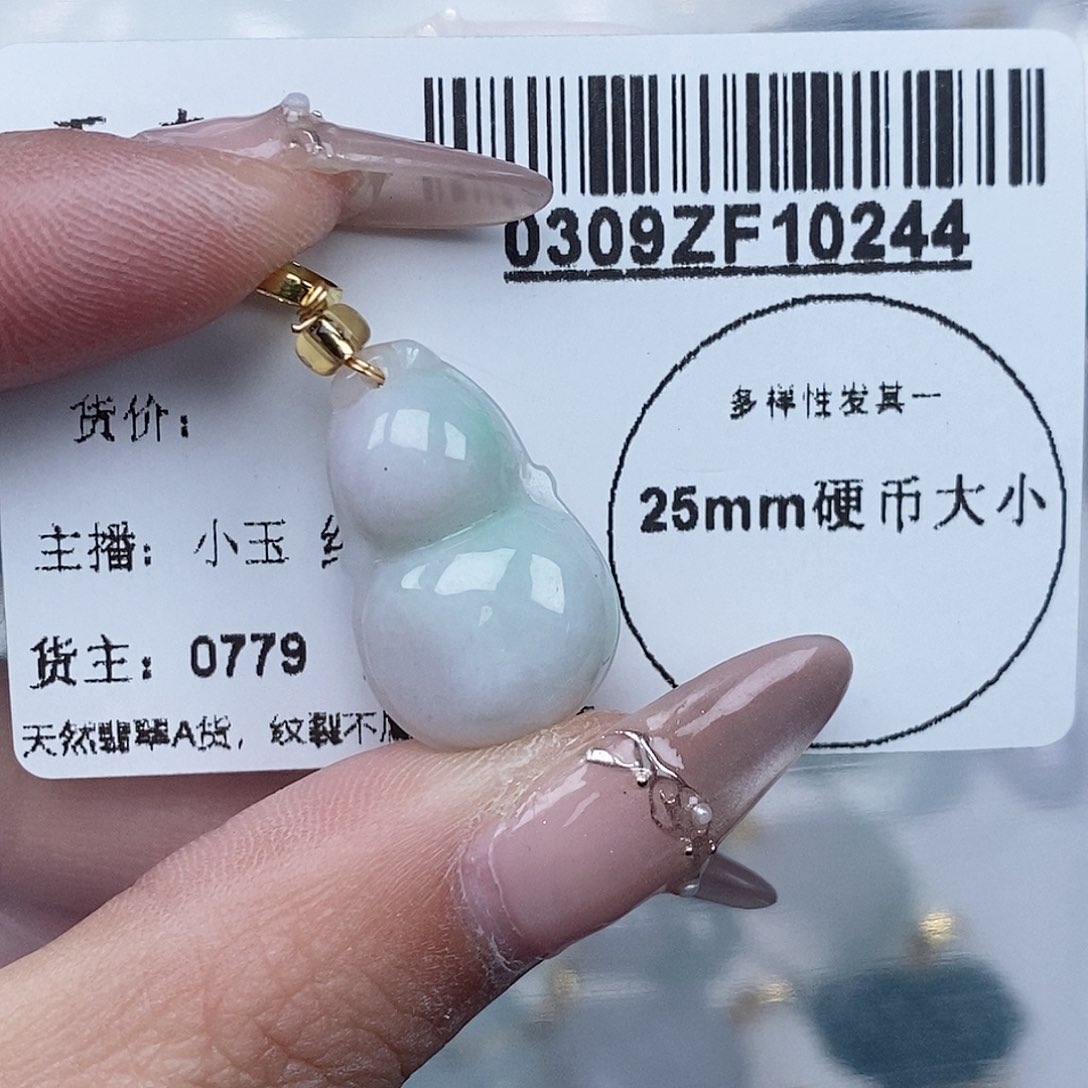 0309ZF10244
多样性发其一
货价：
25mm硬币大小
主播：小玉
货主：0779
天然翡翠A货，纹裂不